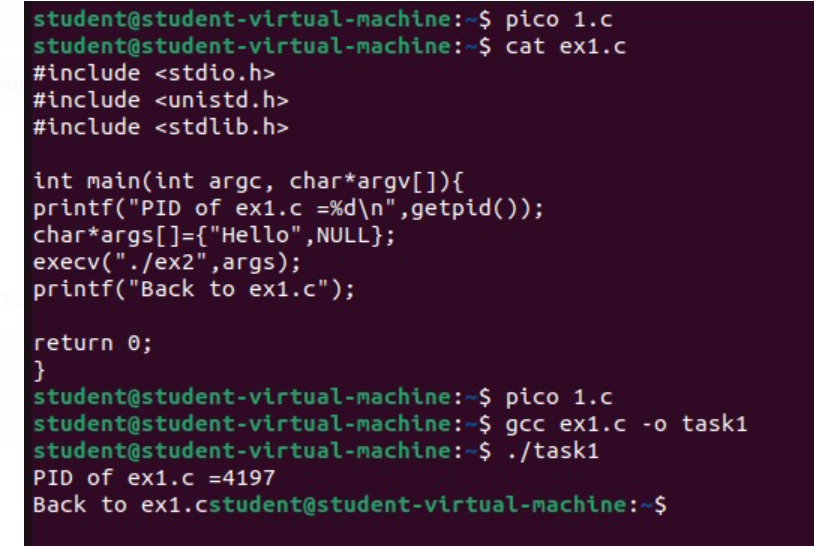 student@student-virtual-machine:~$ pico 1.c
student@student-virtual-machine:~$ cat ex1.c
#include <stdio.h>
#include <unistd.h>
#include <stdlib.h>
int main(int argc, char*argv[]){
printf("PID of ex1.c =%d\n",getpid());
char*args[]={"Hello",NULL};
execv("./ex2",args);
printf("Back to ex1.c");
return 0;
}
student@student-virtual-machine:~$ pico 1.c
student@student-virtual-machine:~$ gcc ex1.c -o task1
student@student-virtual-machine:~$ ./task1
PID of ex1.c =4197
Back to ex1.cstudent@student-virtual-machine:~$